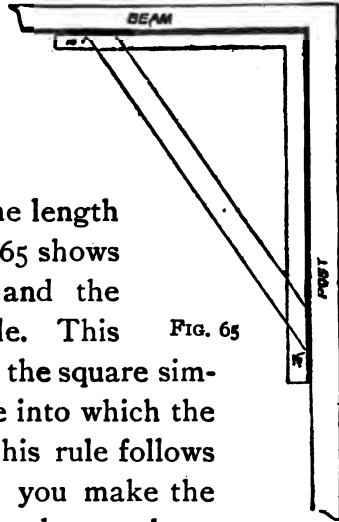 BEAM
ne length
65 shows
and the
le. This
the square sim-
e into which the
his rule follows
you make the
POST
FIG. 65